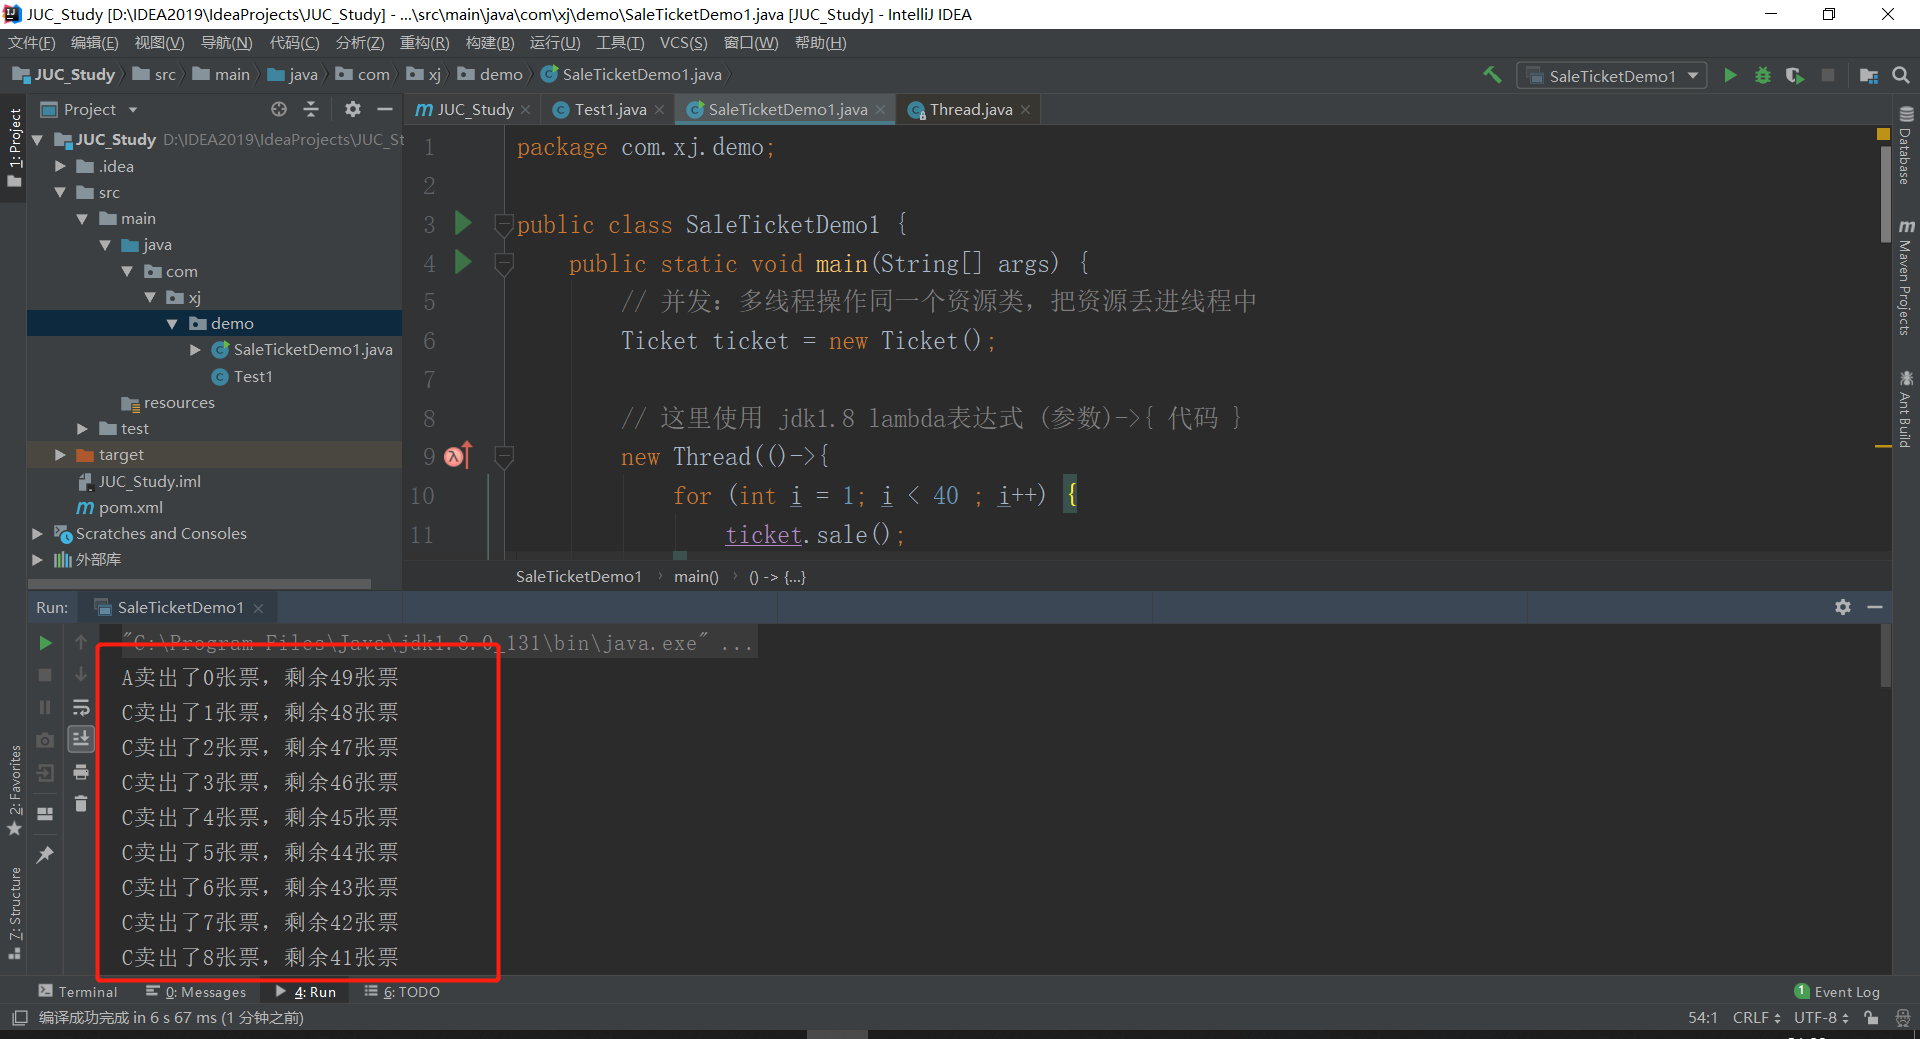 JUC_Study [D:\IDEA2019\IdeaProjects\JUC_Study] - ...\src\main\java\com\xj\demo\SaleTicketDemo1.java [JUC_Study] - IntelliJ IDEA
文件(F) 编辑(E) 视图(V) 导航(N) 代码(C) 分析(Z) 重构(R) 构建(B) 运行(U) 工具(T) VCS(S) 窗口(W) 帮助(H)
JUC_Study src main java com xj demo SaleTicketDemo1.java
SaleTicketDemo1
Project
JUC_Study Test1.java SaleTicketDemo1.java Thread.java
1: Project
JUC_Study D:\IDEA2019\IdeaProjects\JUC_St
.idea
src
main
java
com
xj
demo
SaleTicketDemo1.java
Test1
resources
test
target
JUC_Study.iml
pom.xml
Scratches and Consoles
外部库
1 package com.xj.demo;
2
3 public class SaleTicketDemo1 {
4 public static void main(String[] args) {
5 // 并发：多线程操作同一个资源类，把资源丢进线程中
6 Ticket ticket = new Ticket();
7
8 // 这里使用 jdk1.8 lambda表达式 (参数)->{ 代码 }
9 new Thread(()->{
10 for (int i = 1; i < 40 ; i++) {
11 ticket.sale();
SaleTicketDemo1 › main() › () -> {...}
Database
Maven Projects
Ant Build
Run: SaleTicketDemo1
"C:\Program Files\Java\jdk1.8.0_131\bin\java.exe" ...
A卖出了0张票，剩余49张票
C卖出了1张票，剩余48张票
C卖出了2张票，剩余47张票
C卖出了3张票，剩余46张票
C卖出了4张票，剩余45张票
C卖出了5张票，剩余44张票
C卖出了6张票，剩余43张票
C卖出了7张票，剩余42张票
C卖出了8张票，剩余41张票
2: Favorites
7: Structure
Terminal 0: Messages 4: Run 6: TODO
1 Event Log
编译成功完成 in 6 s 67 ms (1 分钟之前)
54:1 CRLF UTF-8